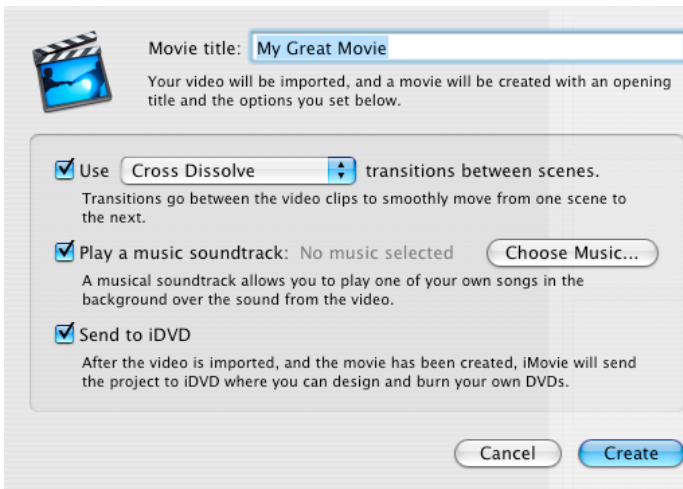 Movie title: My Great Movie
Your video will be imported, and a movie will be created with an opening
title and the options you set below.
Use Cross Dissolve transitions between scenes.
Transitions go between the video clips to smoothly move from one scene to
the next.
Play a music soundtrack: No music selected Choose Music...
A musical soundtrack allows you to play one of your own songs in the
background over the sound from the video.
Send to iDVD
After the video is imported, and the movie has been created, iMovie will send
the project to iDVD where you can design and burn your own DVDs.
Cancel Create